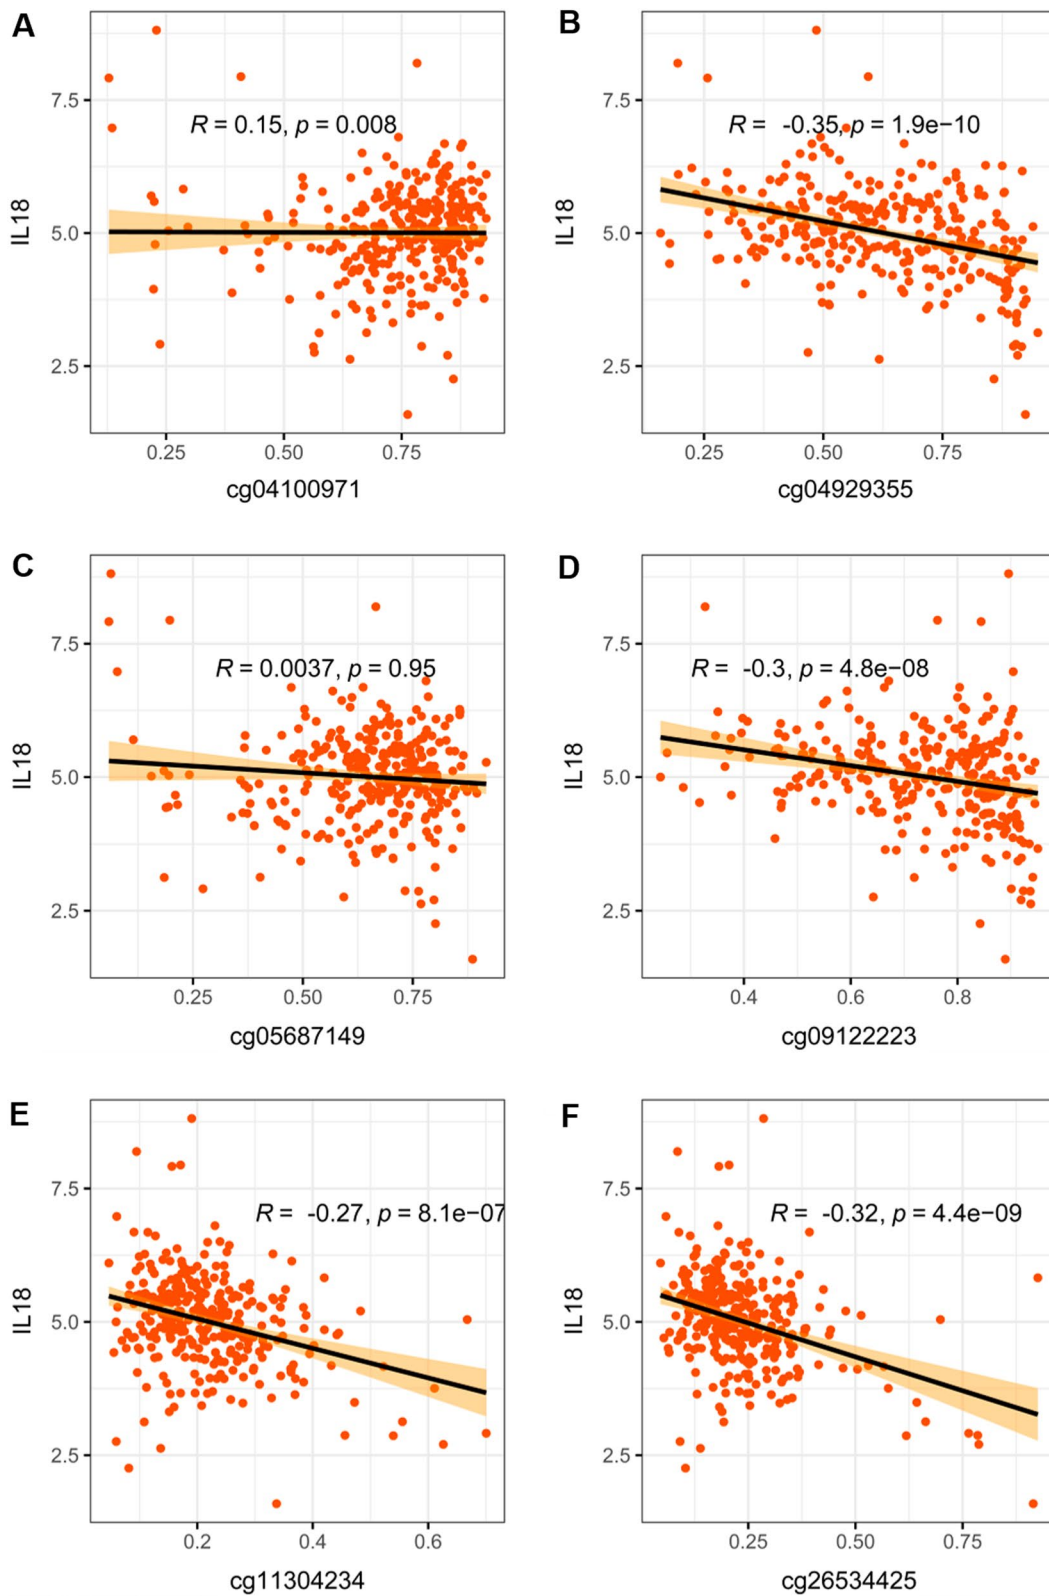 A
B
R = 0.15, p = 0.008
R = -0.35, p = 1.9e−10
7.5
5.0
2.5
IL18
0.25
0.50
0.75
cg04100971
7.5
5.0
2.5
IL18
0.25
0.50
0.75
cg04929355
C
D
R = 0.0037, p = 0.95
R = -0.3, p = 4.8e−08
7.5
5.0
2.5
IL18
0.25
0.50
0.75
cg05687149
7.5
5.0
2.5
IL18
0.4
0.6
0.8
cg09122223
E
F
R = -0.27, p = 8.1e−07
R = -0.32, p = 4.4e−09
7.5
5.0
2.5
IL18
0.2
0.4
0.6
cg11304234
7.5
5.0
2.5
IL18
0.25
0.50
0.75
cg26534425